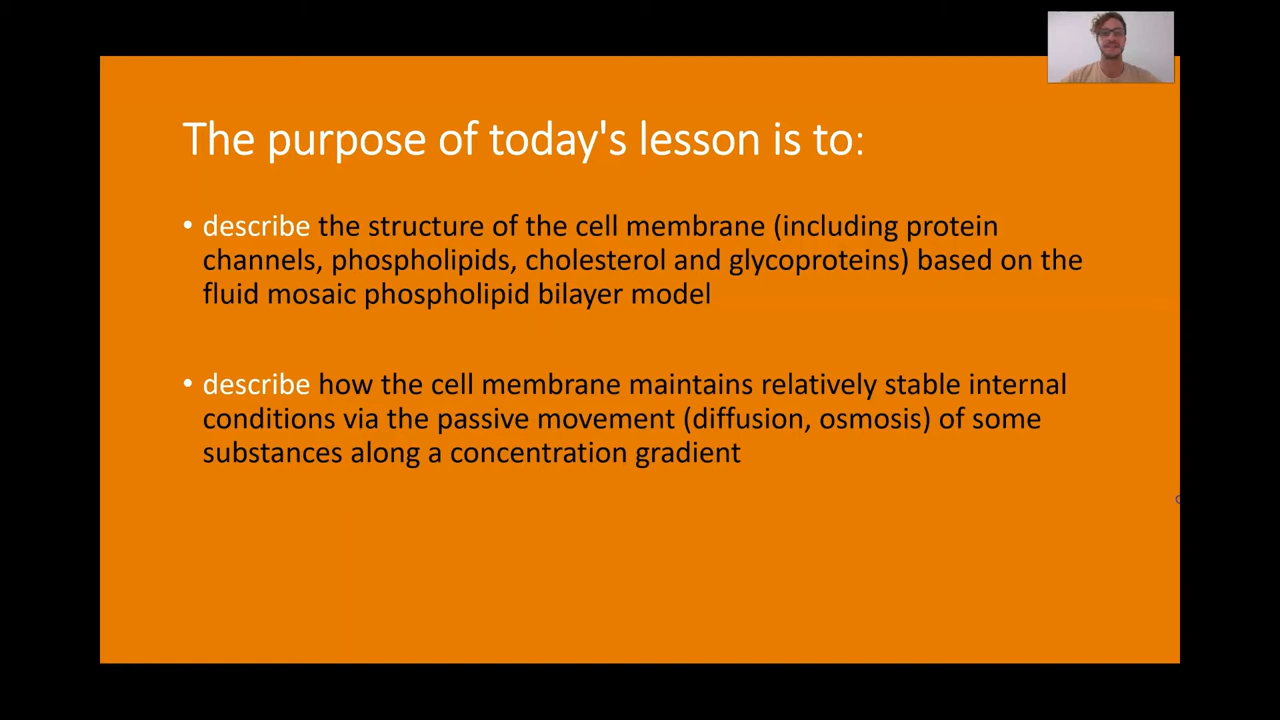 The purpose of today's lesson is to:
• describe the structure of the cell membrane (including protein
channels, phospholipids, cholesterol and glycoproteins) based on the
fluid mosaic phospholipid bilayer model
• describe how the cell membrane maintains relatively stable internal
conditions via the passive movement (diffusion, osmosis) of some
substances along a concentration gradient